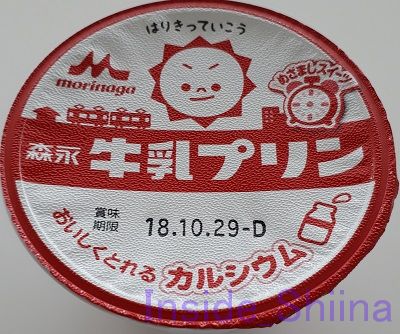 はりきっていこう
morinaga
めざましスイーツ
森永 牛乳プリン
賞味
期限 18.10.29-D
おいしくとれる カルシウム
Inside Shiina